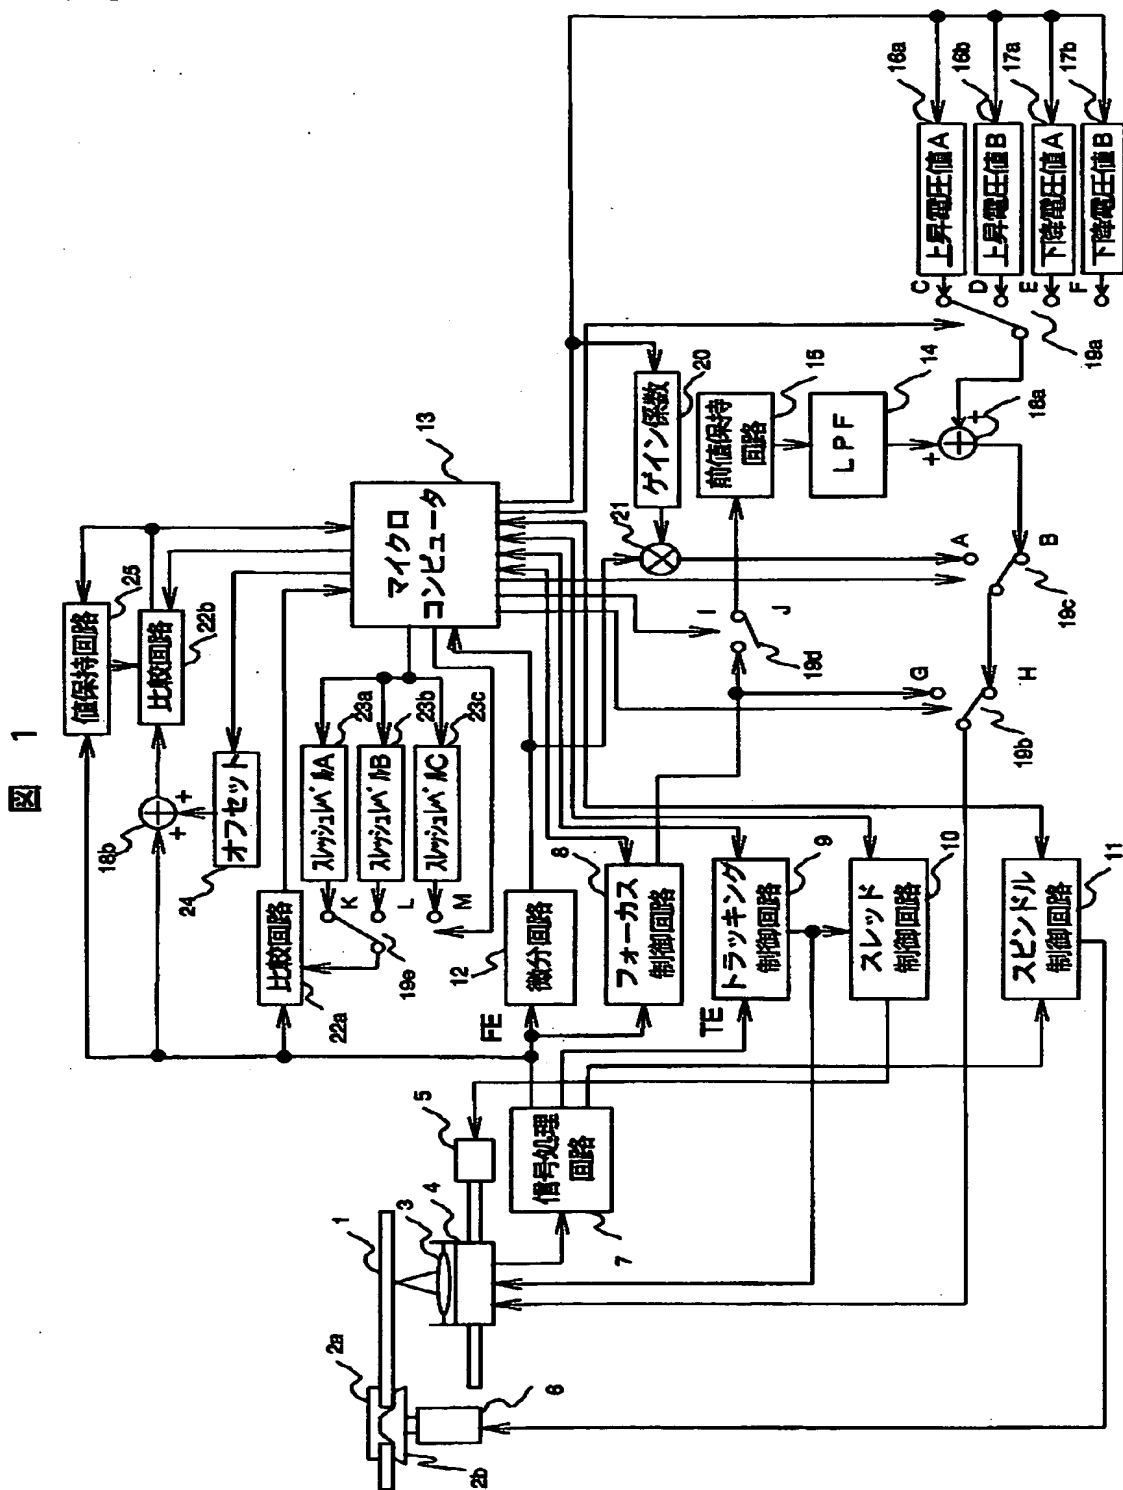 図 1
1
2a
2b
3
4
5
6
7
信号処理
回路
FE
TE
値保持回路
25
比較回路
22b
18b
+
+
オフセット
24
比較回路
22a
スレッシュレベルA
23a
スレッシュレベルB
23b
スレッシュレベルC
23c
K
L
M
19e
マイクロ
コンピュータ
13
12
微分回路
8
フォーカス
制御回路
トラッキング
制御回路
9
スレッド
制御回路
10
スピンドル
制御回路
11
ゲイン係数
20
21
前値保持
回路
15
LPF
14
+
+
18a
I
J
19d
A
B
19c
G
H
19b
C
D
E
F
19a
上昇電圧値A
16a
上昇電圧値B
16b
下降電圧値A
17a
下降電圧値B
17b